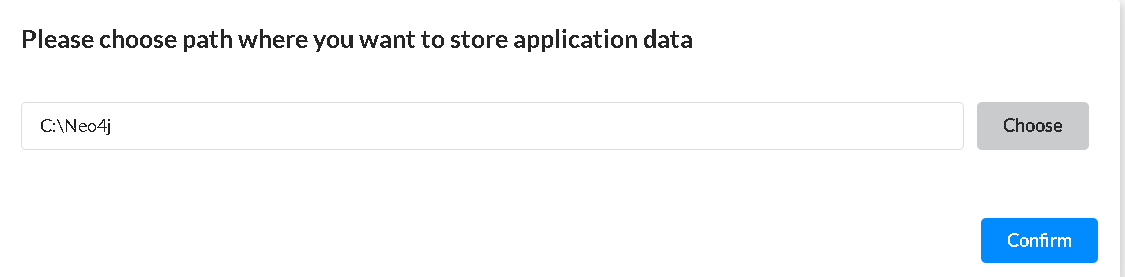 Please choose path where you want to store application data
C:\Neo4j
Choose
Confirm